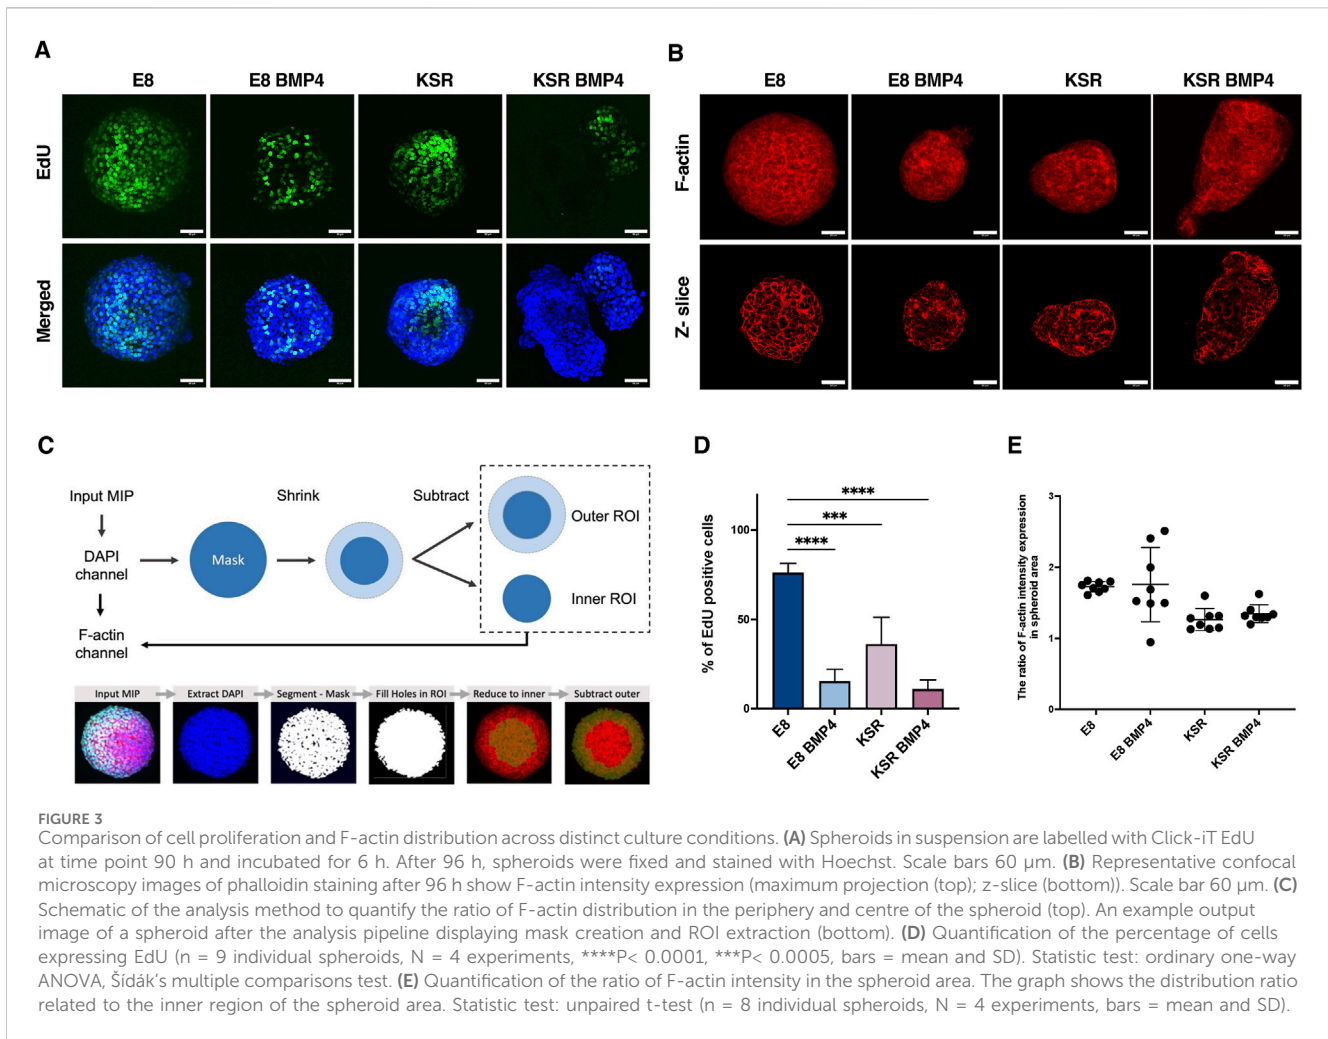 A
E8
E8 BMP4
KSR
KSR BMP4
EdU
Merged
B
E8
E8 BMP4
KSR
KSR BMP4
F-actin
Z- slice
C
Input MIP
DAPI
channel
F-actin
channel
Shrink
Mask
Subtract
Outer ROI
Inner ROI
Input MIP
Extract DAPI
Segment - Mask
Fill Holes in ROI
Reduce to inner
Subtract outer
D
% of EdU positive cells
100
50
0
****
***
****
E8
E8 BMP4
KSR
KSR BMP4
E
The ratio of F-actin intensity expression
in spheroid area
3
2
1
0
E8
E8 BMP4
KSR
KSR BMP4
FIGURE 3
Comparison of cell proliferation and F-actin distribution across distinct culture conditions. (A) Spheroids in suspension are labelled with Click-iT EdU
at time point 90 h and incubated for 6 h. After 96 h, spheroids were fixed and stained with Hoechst. Scale bars 60 µm. (B) Representative confocal
microscopy images of phalloidin staining after 96 h show F-actin intensity expression (maximum projection (top); z-slice (bottom)). Scale bar 60 µm. (C)
Schematic of the analysis method to quantify the ratio of F-actin distribution in the periphery and centre of the spheroid (top). An example output
image of a spheroid after the analysis pipeline displaying mask creation and ROI extraction (bottom). (D) Quantification of the percentage of cells
expressing EdU (n = 9 individual spheroids, N = 4 experiments, ****P< 0.0001, ***P< 0.0005, bars = mean and SD). Statistic test: ordinary one-way
ANOVA, Šídák's multiple comparisons test. (E) Quantification of the ratio of F-actin intensity in the spheroid area. The graph shows the distribution ratio
related to the inner region of the spheroid area. Statistic test: unpaired t-test (n = 8 individual spheroids, N = 4 experiments, bars = mean and SD).